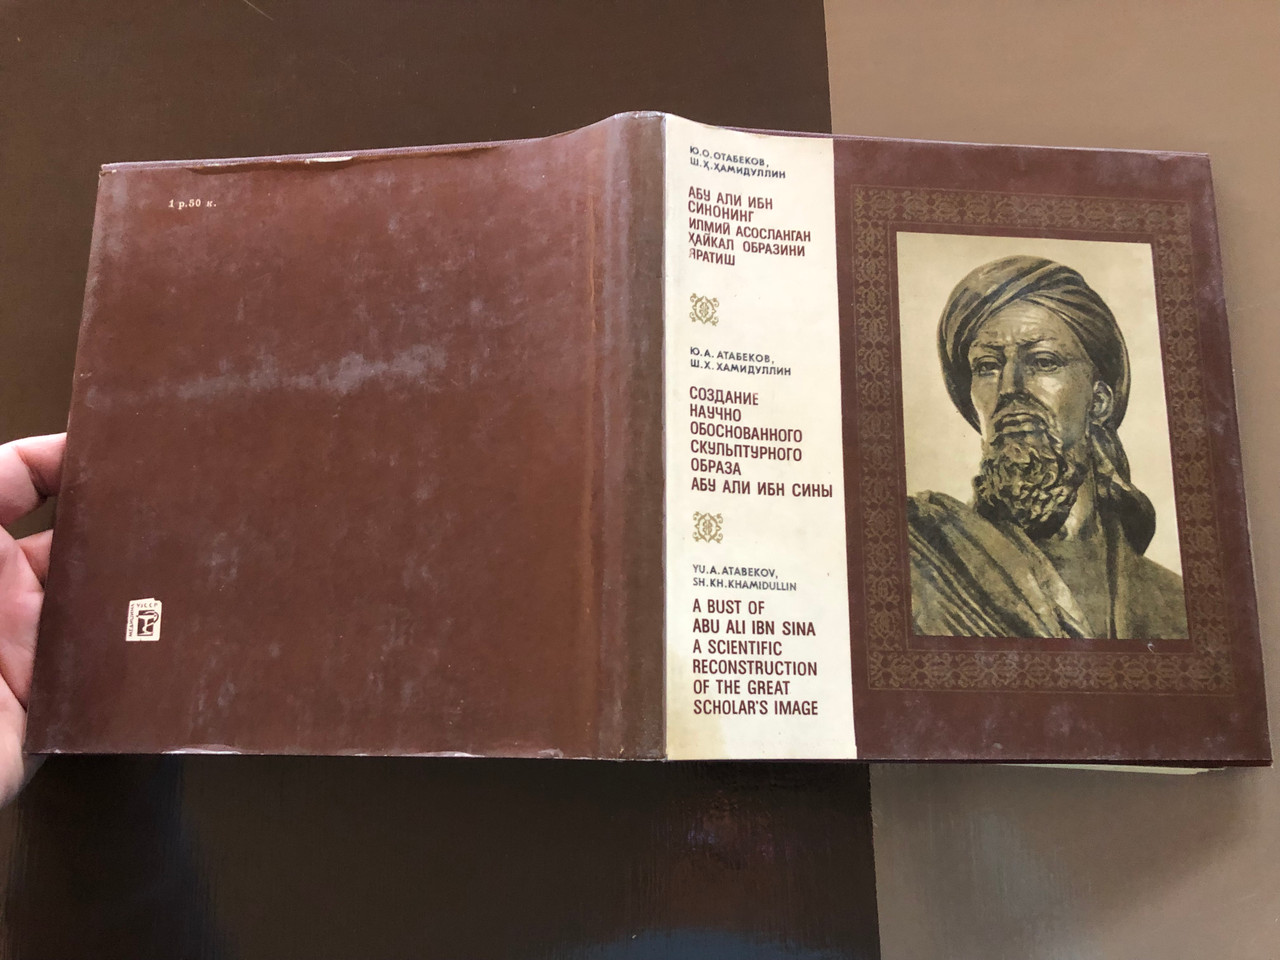 1 р.50 к.
МЕДИЦИНА
УзССР
Ю.О.ОТАБЕКОВ,
Ш.Ҳ.ҲАМИДУЛЛИН
АБУ АЛИ ИБН
СИНОНИНГ
ИЛМИЙ АСОСЛАНГАН
ҲАЙКАЛ ОБРАЗИНИ
ЯРАТИШ
Ю.А. АТАБЕКОВ,
Ш.Х. ХАМИДУЛЛИН
СОЗДАНИЕ
НАУЧНО
ОБОСНОВАННОГО
СКУЛЬПТУРНОГО
ОБРАЗА
АБУ АЛИ ИБН СИНЫ
YU.A. ATABEKOV,
SH.KH.KHAMIDULLIN
A BUST OF
ABU ALI IBN SINA
A SCIENTIFIC
RECONSTRUCTION
OF THE GREAT
SCHOLAR'S IMAGE